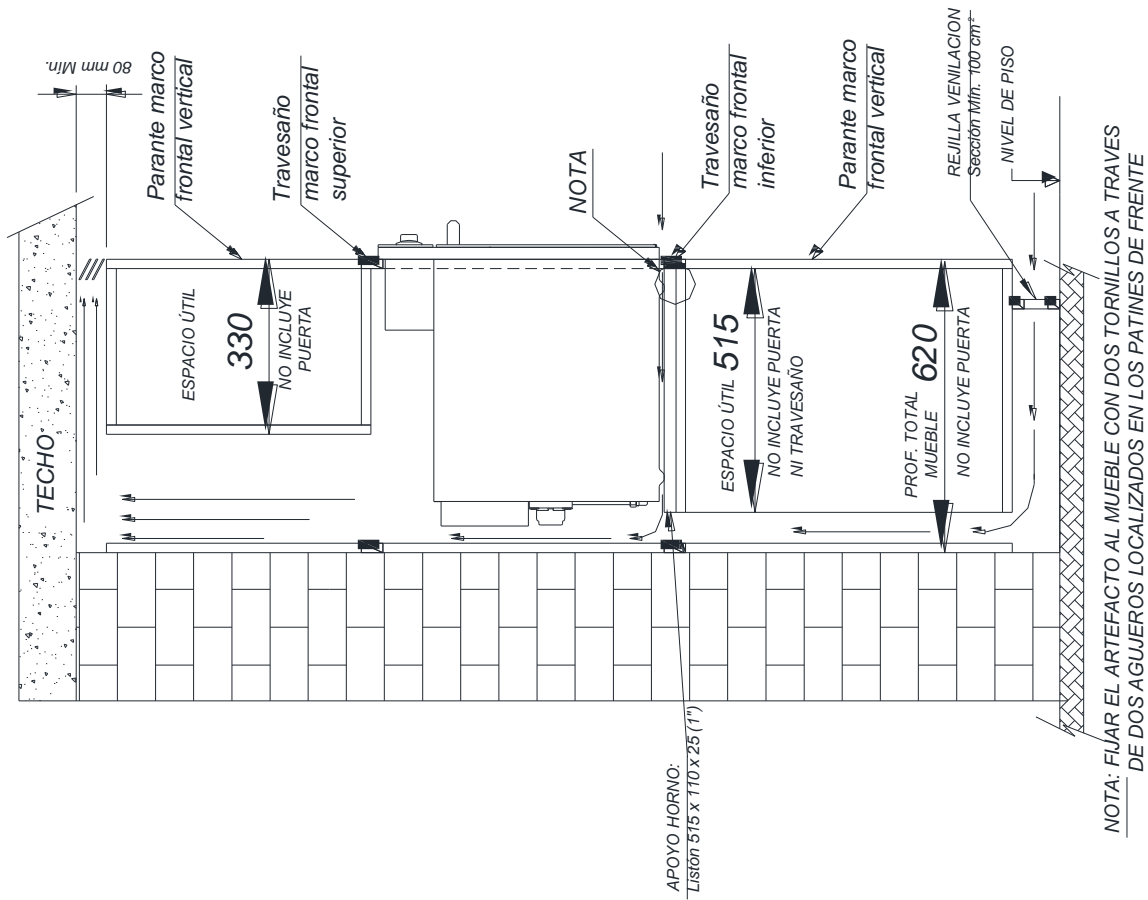 TECHO
80 mm Mín.
Parante marco
frontal vertical
ESPACIO ÚTIL
330
NO INCLUYE
PUERTA
Travesaño
marco frontal
superior
NOTA
Travesaño
marco frontal
inferior
ESPACIO ÚTIL 515
NO INCLUYE PUERTA
NI TRAVESAÑO
Parante marco
frontal vertical
PROF. TOTAL
MUEBLE
620
NO INCLUYE PUERTA
REJILLA VENILACION
Sección Mín. 100 cm²
NIVEL DE PISO
APOYO HORNO:
Listón 515 x 110 x 25 (1")
NOTA: FIJAR EL ARTEFACTO AL MUEBLE CON DOS TORNILLOS A TRAVES
DE DOS AGUJEROS LOCALIZADOS EN LOS PATINES DE FRENTE